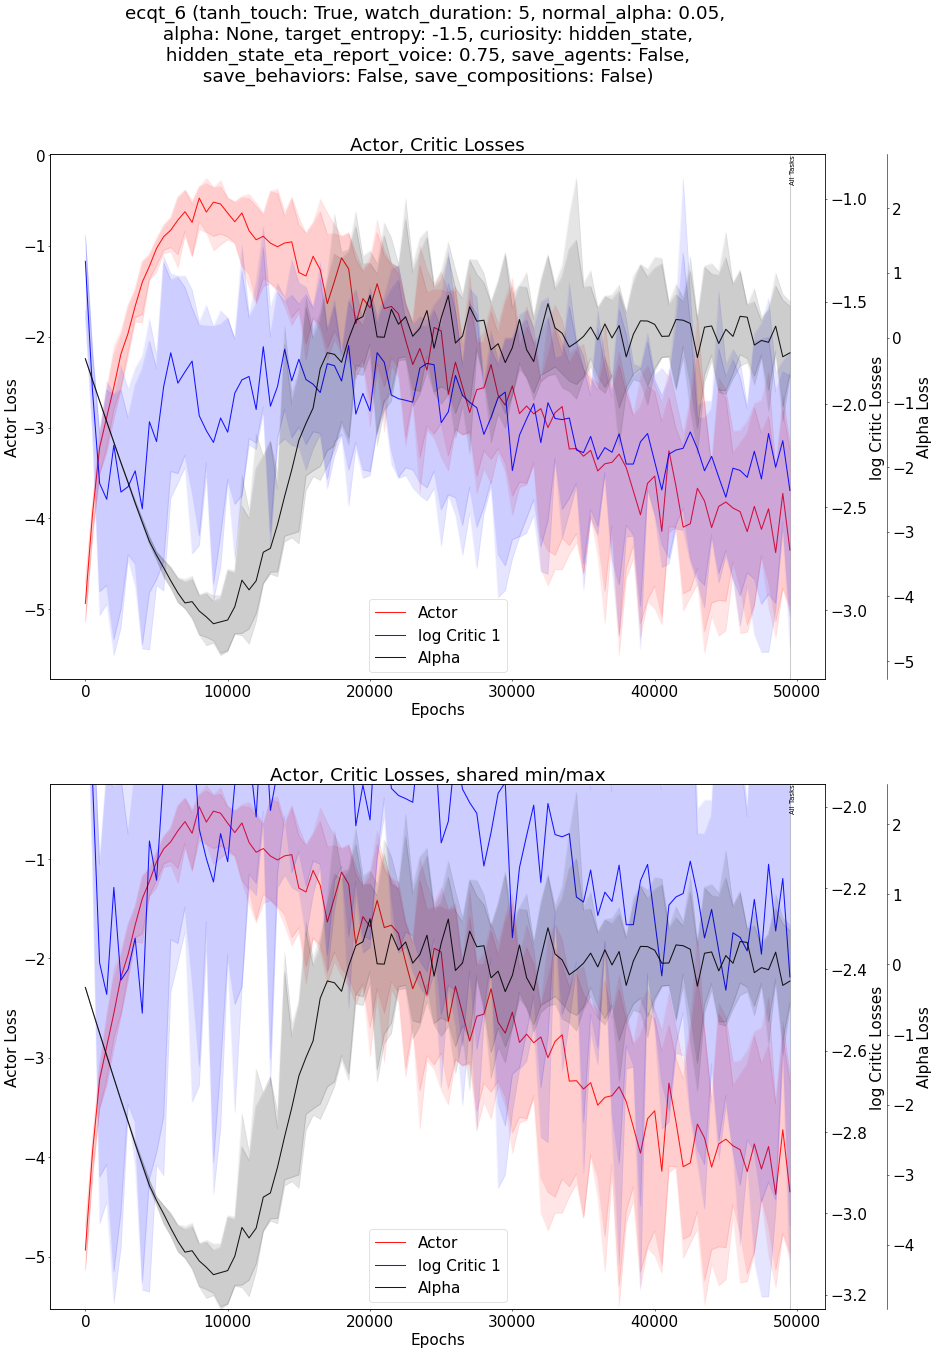 ecqt_6 (tanh_touch: True, watch_duration: 5, normal_alpha: 0.05,
alpha: None, target_entropy: -1.5, curiosity: hidden_state,
hidden_state_eta_report_voice: 0.75, save_agents: False,
save_behaviors: False, save_compositions: False)
Actor, Critic Losses
All Tasks
0
−1
−2
−3
−4
−5
Actor Loss
−1.0
−1.5
−2.0
−2.5
−3.0
log Critic Losses
2
1
0
−1
−2
−3
−4
−5
Alpha Loss
Actor
log Critic 1
Alpha
0
10000
20000
30000
40000
50000
Epochs
Actor, Critic Losses, shared min/max
All Tasks
−1
−2
−3
−4
−5
Actor Loss
−2.0
−2.2
−2.4
−2.6
−2.8
−3.0
−3.2
log Critic Losses
2
1
0
−1
−2
−3
−4
Alpha Loss
Actor
log Critic 1
Alpha
0
10000
20000
30000
40000
50000
Epochs